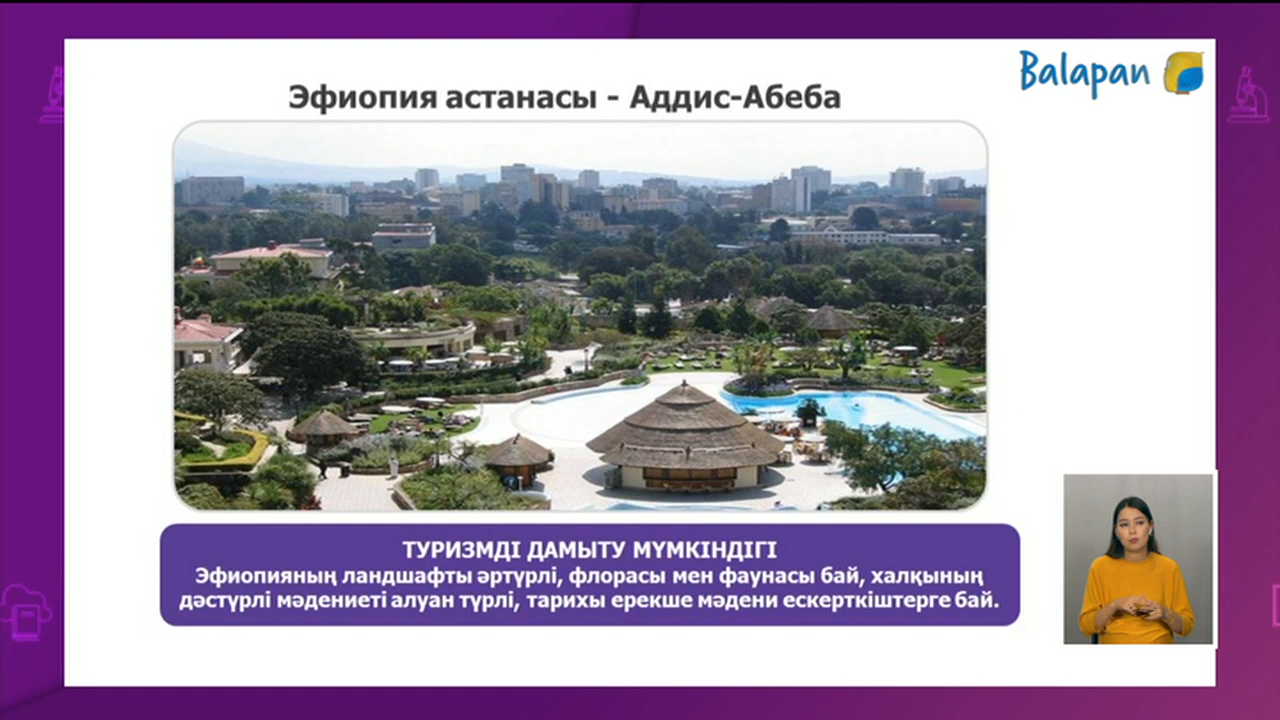 Balapan
Эфиопия астанасы - Аддис-Абеба
ТУРИЗМДІ ДАМЫТУ МҮМКІНДІГІ
Эфиопияның ландшафты әртүрлі, флорасы мен фаунасы бай, халқының
дәстүрлі мәдениеті алуан түрлі, тарихы ерекше мәдени ескерткіштерге бай.